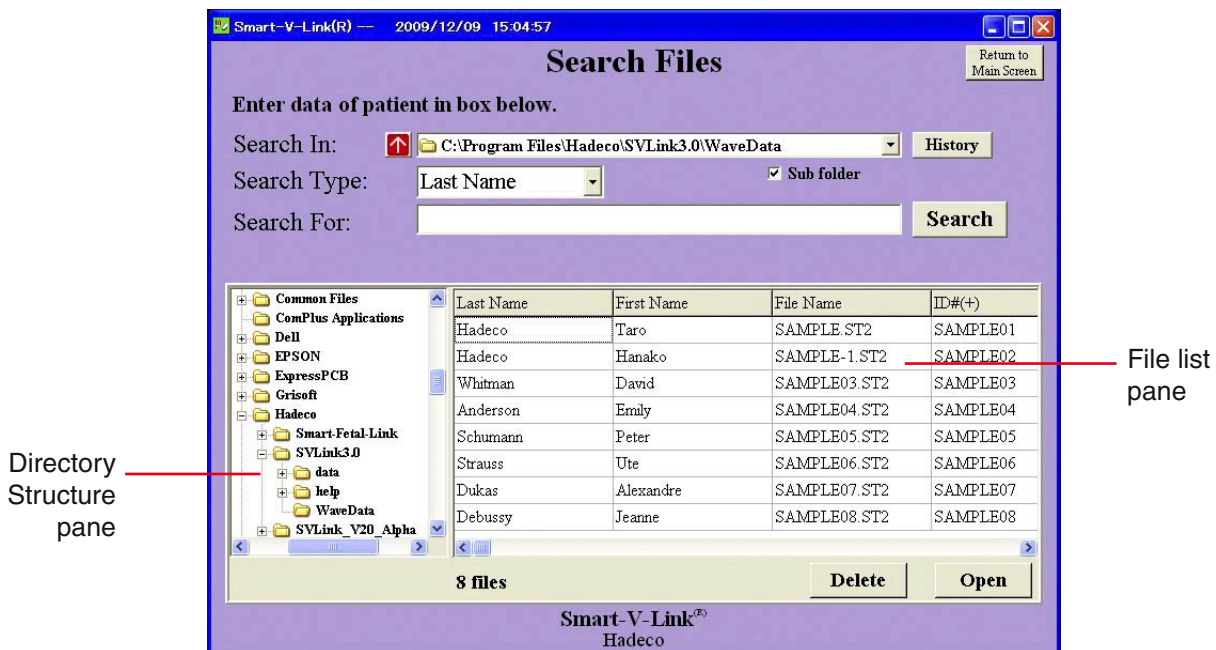 Smart-V-Link(R) -- 2009/12/09 15:04:57
Search Files
Return to
Main Screen
Enter data of patient in box below.
Search In: C:\Program Files\Hadeco\SVLink3.0\WaveData History
Search Type: Last Name Sub folder
Search For: Search
Common Files
ComPlus Applications
Dell
EPSON
ExpressPCB
Grisoft
Hadeco
Smart-Fetal-Link
SVLink3.0
data
help
WaveData
SVLink_V20_Alpha
Last Name First Name File Name ID#(+)
Hadeco Taro SAMPLE.ST2 SAMPLE01
Hadeco Hanako SAMPLE-1.ST2 SAMPLE02
Whitman David SAMPLE03.ST2 SAMPLE03
Anderson Emily SAMPLE04.ST2 SAMPLE04
Schumann Peter SAMPLE05.ST2 SAMPLE05
Strauss Ute SAMPLE06.ST2 SAMPLE06
Dukas Alexandre SAMPLE07.ST2 SAMPLE07
Debussy Jeanne SAMPLE08.ST2 SAMPLE08
8 files Delete Open
Smart-V-Link(R)
Hadeco
Directory
Structure
pane
File list
pane